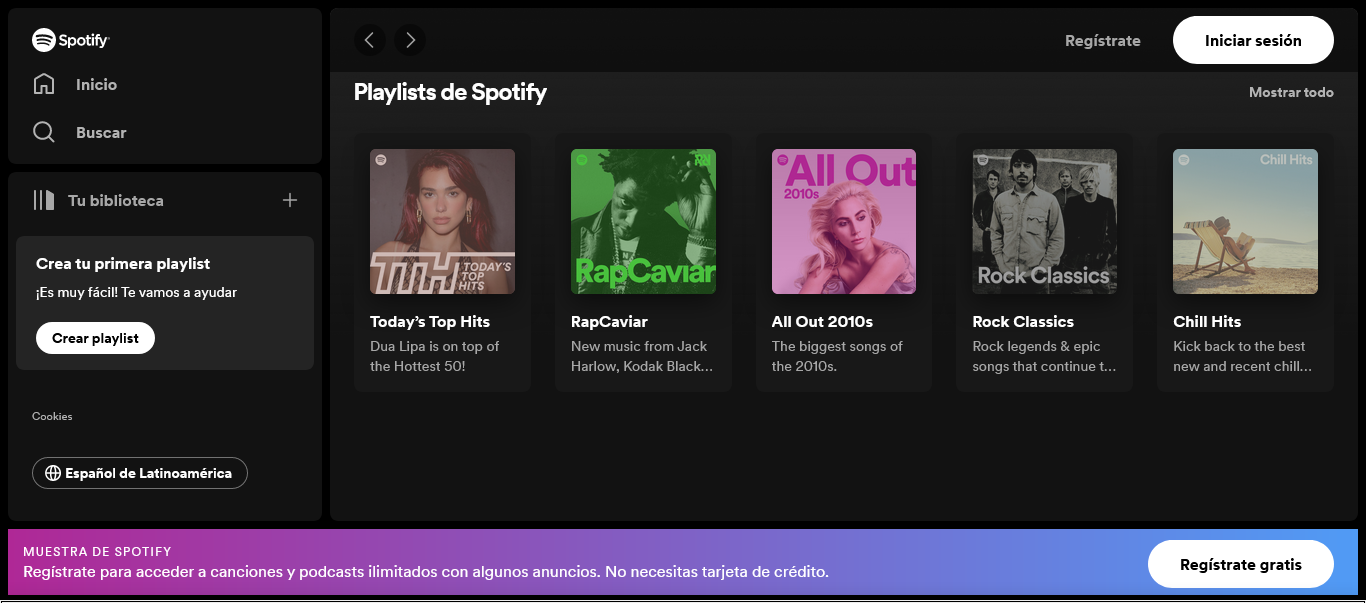 Spotify
Inicio
Buscar
Tu biblioteca
Crea tu primera playlist
¡Es muy fácil! Te vamos a ayudar
Crear playlist
Cookies
Español de Latinoamérica
Regístrate
Iniciar sesión
Playlists de Spotify
Mostrar todo
TTH TODAY'S
TOP
HITS
Today’s Top Hits
Dua Lipa is on top of
the Hottest 50!
RapCaviar
RapCaviar
New music from Jack
Harlow, Kodak Black...
All Out
2010s
All Out 2010s
The biggest songs of
the 2010s.
Rock Classics
Rock Classics
Rock legends & epic
songs that continue t...
Chill Hits
Chill Hits
Kick back to the best
new and recent chill...
MUESTRA DE SPOTIFY
Regístrate para acceder a canciones y podcasts ilimitados con algunos anuncios. No necesitas tarjeta de crédito.
Regístrate gratis